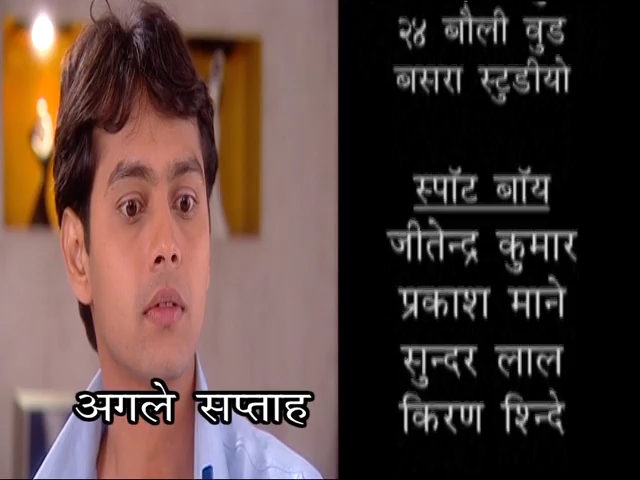 २४ बौली वुड
बसरा स्टुडीयो
स्पॉट बॉय
जीतेन्द्र कुमार
प्रकाश माने
सुन्दर लाल
किरण शिन्दे
अगले सप्ताह